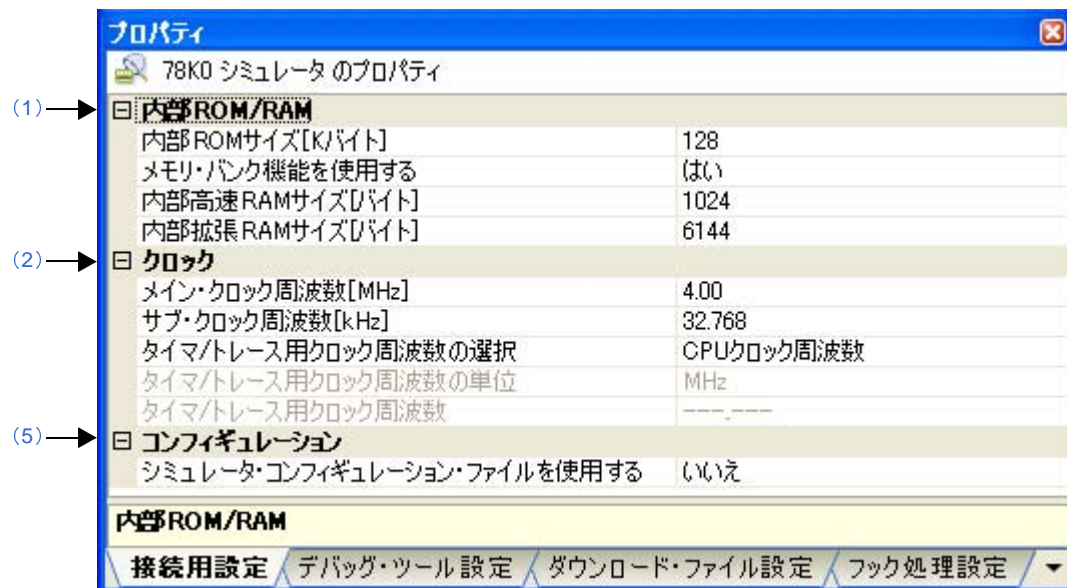 プロパティ
78K0 シミュレータ のプロパティ
(1) 内部ROM/RAM
内部ROMサイズ[Kバイト] 128
メモリ・バンク機能を使用する はい
内部高速RAMサイズ[バイト] 1024
内部拡張RAMサイズ[バイト] 6144
(2) クロック
メイン・クロック周波数[MHz] 4.00
サブ・クロック周波数[kHz] 32.768
タイマ/トレース用クロック周波数の選択 CPUクロック周波数
タイマ/トレース用クロック周波数の単位 MHz
タイマ/トレース用クロック周波数 ---.---
(5) コンフィギュレーション
シミュレータ・コンフィギュレーション・ファイルを使用する いいえ
内部ROM/RAM
接続用設定 デバッグ・ツール設定 ダウンロード・ファイル設定 フック処理設定